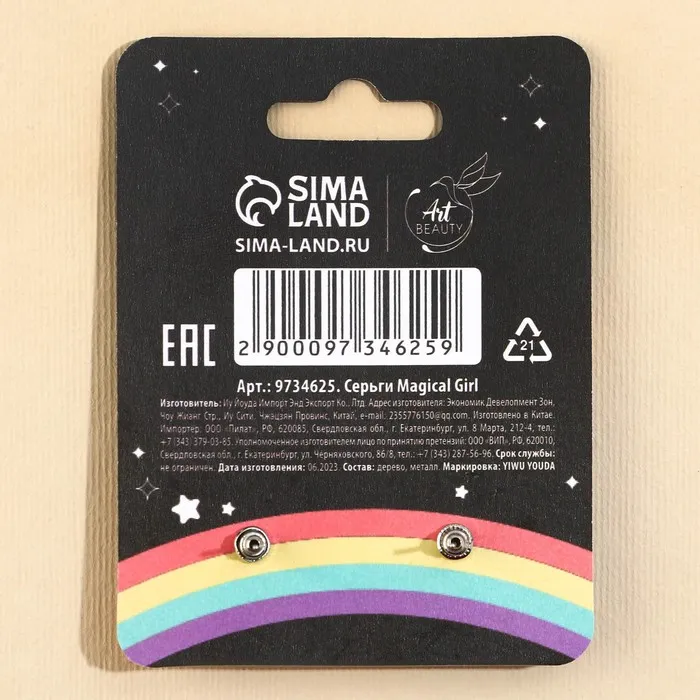 SIMA
LAND
SIMA-LAND.RU
Art
BEAUTY
EAC
2 900097 346259
21
Арт.: 9734625. Серьги Magical Girl
Изготовитель: Иу Йоуда Импорт Энд Экспорт Ко., Лтд. Адрес изготовителя: Экономик Девелопмент Зон,
Чоу Жианг Стр., Иу Сити, Чжэцзян Провинс, Китай, e-mail: 2355776150@qq.com. Изготовлено в Китае.
Импортер: ООО «Пилат», РФ, 620085, Свердловская обл., г. Екатеринбург, ул. 8 Марта, 212-4, тел.:
+7 (343) 379-03-85. Уполномоченное изготовителем лицо по принятию претензий: ООО «ВИП», РФ, 620010,
Свердловская обл., г. Екатеринбург, ул. Черняховского, 86/8, тел.: +7 (343) 287-56-96. Срок службы:
не ограничен. Дата изготовления: 06.2023. Состав: дерево, металл. Маркировка: YIWU YOUDA